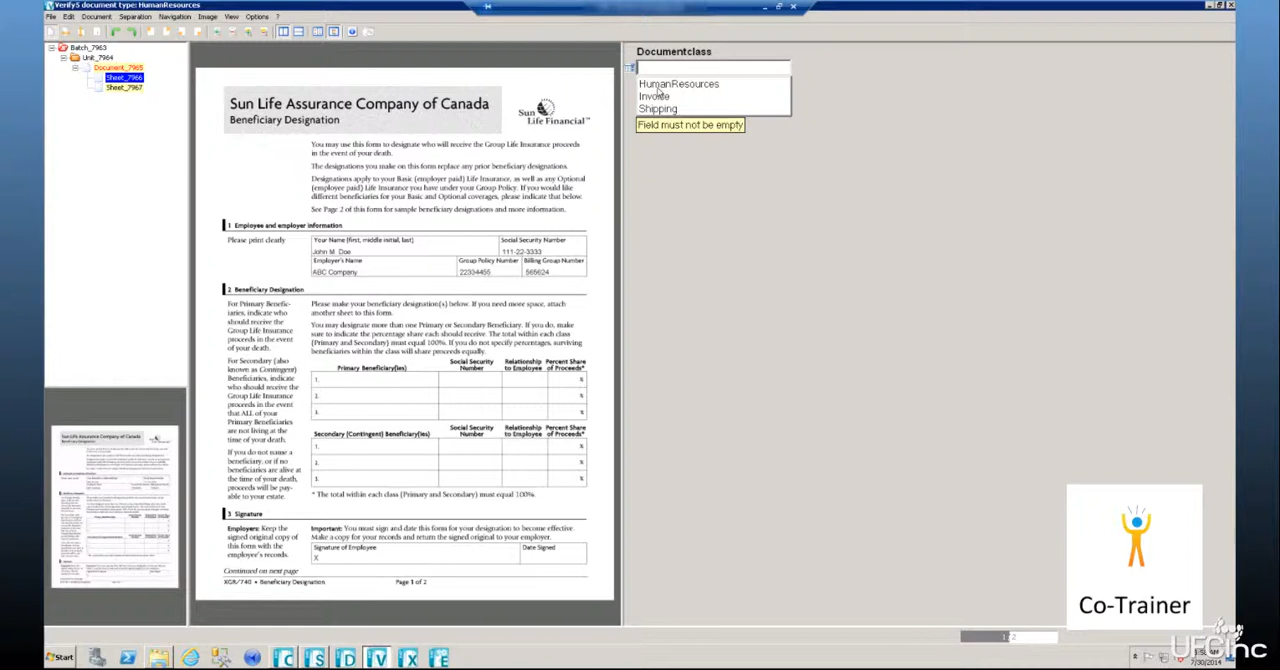 Verify5 document type: HumanResources
File Edit Document Separation Navigation Image View Options ?
Batch_7963
Unit_7964
Document_7965
Sheet_7966
Sheet_7967
Sun Life Assurance Company of Canada
Beneficiary Designation
Sun
Life Financial™
You may use this form to designate who will receive the Group Life Insurance proceeds
in the event of your death.
The designations you make on this form replace any prior beneficiary designations.
Designations apply to your Basic (employer paid) Life Insurance, as well as any Optional
(employee paid) Life Insurance you have under your Group Policy. If you would like
different beneficiaries for your Basic and Optional coverages, please indicate that below.
See Page 2 of this form for sample beneficiary designations and more information.
1 Employee and employer information
Please print clearly
Your Name (first, middle initial, last)
Social Security Number
John M. Doe
111-22-3333
Employer's Name
Group Policy Number
Billing Group Number
ABC Company
22334455
565624
2 Beneficiary Designation
For Primary Benefic-
iaries, indicate who
should receive the
Group Life Insurance
proceeds in the event
of your death.
For Secondary (also
known as Contingent)
Beneficiaries, indicate
who should receive the
Group Life Insurance
proceeds in the event
that ALL of your
Primary Beneficiaries
are not living at the
time of your death.
If you do not name a
beneficiary, or if no
beneficiaries are alive at
the time of your death,
proceeds will be pay-
able to your estate.
Please make your beneficiary designation(s) below. If you need more space, attach
another sheet to this form.
You may designate more than one Primary or Secondary Beneficiary. If you do, make
sure to indicate the percentage share each should receive. The total within each class
(Primary and Secondary) must equal 100%. If you do not specify percentages, surviving
beneficiaries within the class will share proceeds equally.
Primary Beneficiary(ies)
Social Security
Number
Relationship
to Employee
Percent Share
of Proceeds*
1. %
2. %
3. %
Secondary (Contingent) Beneficiary(ies)
Social Security
Number
Relationship
to Employee
Percent Share
of Proceeds*
1. %
2. %
3. %
* The total within each class (Primary and Secondary) must equal 100%.
3 Signature
Employers: Keep the
signed original copy of
this form with the
employee's records.
Important: You must sign and date this form for your designation to become effective
Make a copy for your records and return the signed original to your employer.
Signature of Employee
Date Signed
X
Continued on next page
XGR/740 • Beneficiary Designation
Page 1 of 2
Documentclass
HumanResources
Invoice
Shipping
Field must not be empty
Sun Life Assurance Company of Canada
Beneficiary Designation
Co-Trainer
1 / 2
Start
C S D V X E
7/30/2014
UFCinc